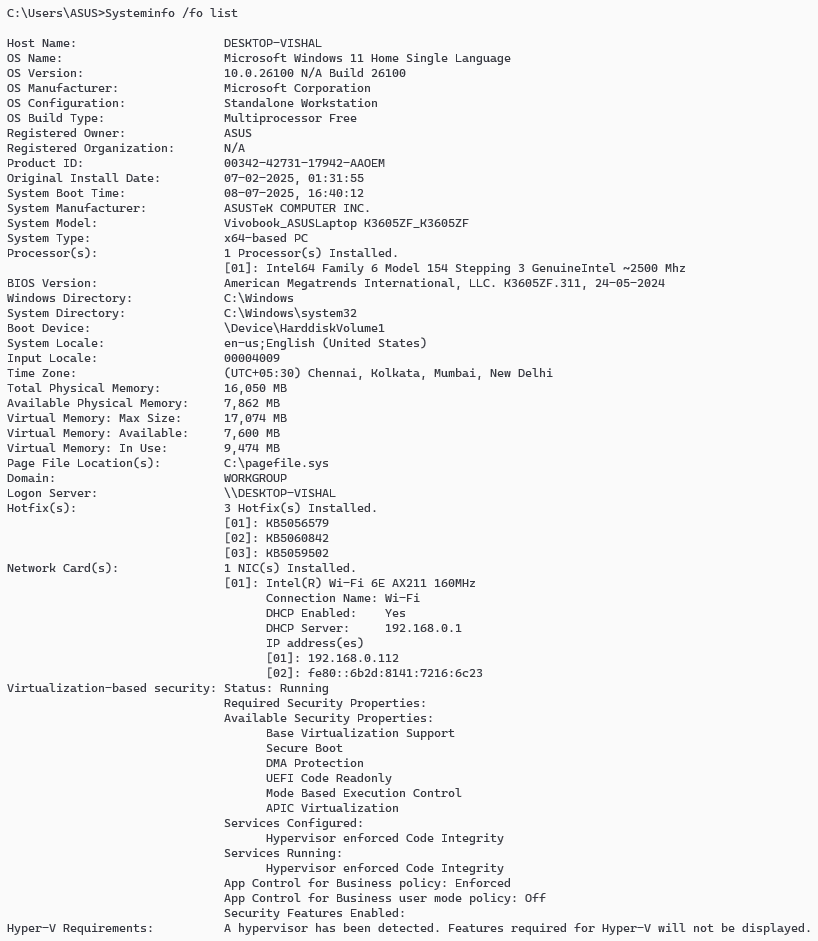 C:\Users\ASUS>Systeminfo /fo list

Host Name:                     DESKTOP-VISHAL
OS Name:                       Microsoft Windows 11 Home Single Language
OS Version:                    10.0.26100 N/A Build 26100
OS Manufacturer:               Microsoft Corporation
OS Configuration:              Standalone Workstation
OS Build Type:                 Multiprocessor Free
Registered Owner:              ASUS
Registered Organization:       N/A
Product ID:                    00342-42731-17942-AAOEM
Original Install Date:         07-02-2025, 01:31:55
System Boot Time:              08-07-2025, 16:40:12
System Manufacturer:           ASUSTeK COMPUTER INC.
System Model:                  Vivobook_ASUSLaptop K3605ZF_K3605ZF
System Type:                   x64-based PC
Processor(s):                  1 Processor(s) Installed.
                               [01]: Intel64 Family 6 Model 154 Stepping 3 GenuineIntel ~2500 Mhz
BIOS Version:                  American Megatrends International, LLC. K3605ZF.311, 24-05-2024
Windows Directory:             C:\Windows
System Directory:              C:\Windows\system32
Boot Device:                   \Device\HarddiskVolume1
System Locale:                 en-us;English (United States)
Input Locale:                  00004009
Time Zone:                     (UTC+05:30) Chennai, Kolkata, Mumbai, New Delhi
Total Physical Memory:         16,050 MB
Available Physical Memory:     7,862 MB
Virtual Memory: Max Size:      17,074 MB
Virtual Memory: Available:     7,600 MB
Virtual Memory: In Use:        9,474 MB
Page File Location(s):         C:\pagefile.sys
Domain:                        WORKGROUP
Logon Server:                  \\DESKTOP-VISHAL
Hotfix(s):                     3 Hotfix(s) Installed.
                               [01]: KB5056579
                               [02]: KB5060842
                               [03]: KB5059502
Network Card(s):               1 NIC(s) Installed.
                               [01]: Intel(R) Wi-Fi 6E AX211 160MHz
                                     Connection Name: Wi-Fi
                                     DHCP Enabled:    Yes
                                     DHCP Server:     192.168.0.1
                                     IP address(es)
                                     [01]: 192.168.0.112
                                     [02]: fe80::6b2d:8141:7216:6c23
Virtualization-based security: Status: Running
                               Required Security Properties:
                               Available Security Properties:
                                     Base Virtualization Support
                                     Secure Boot
                                     DMA Protection
                                     UEFI Code Readonly
                                     Mode Based Execution Control
                                     APIC Virtualization
                               Services Configured:
                                     Hypervisor enforced Code Integrity
                               Services Running:
                                     Hypervisor enforced Code Integrity
                               App Control for Business policy: Enforced
                               App Control for Business user mode policy: Off
                               Security Features Enabled:
Hyper-V Requirements:          A hypervisor has been detected. Features required for Hyper-V will not be displayed.